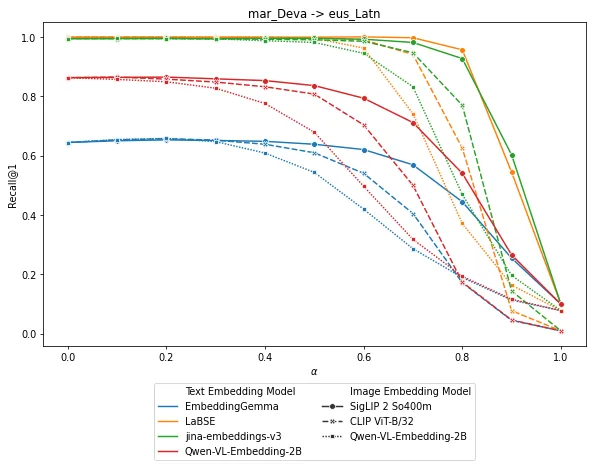 mar_Deva -> eus_Latn
1.0
0.8
0.6
0.4
0.2
0.0
Recall@1
0.0 0.2 0.4 0.6 0.8 1.0
α
Text Embedding Model
EmbeddingGemma
LaBSE
jina-embeddings-v3
Qwen-VL-Embedding-2B
Image Embedding Model
SigLIP 2 So400m
CLIP ViT-B/32
Qwen-VL-Embedding-2B